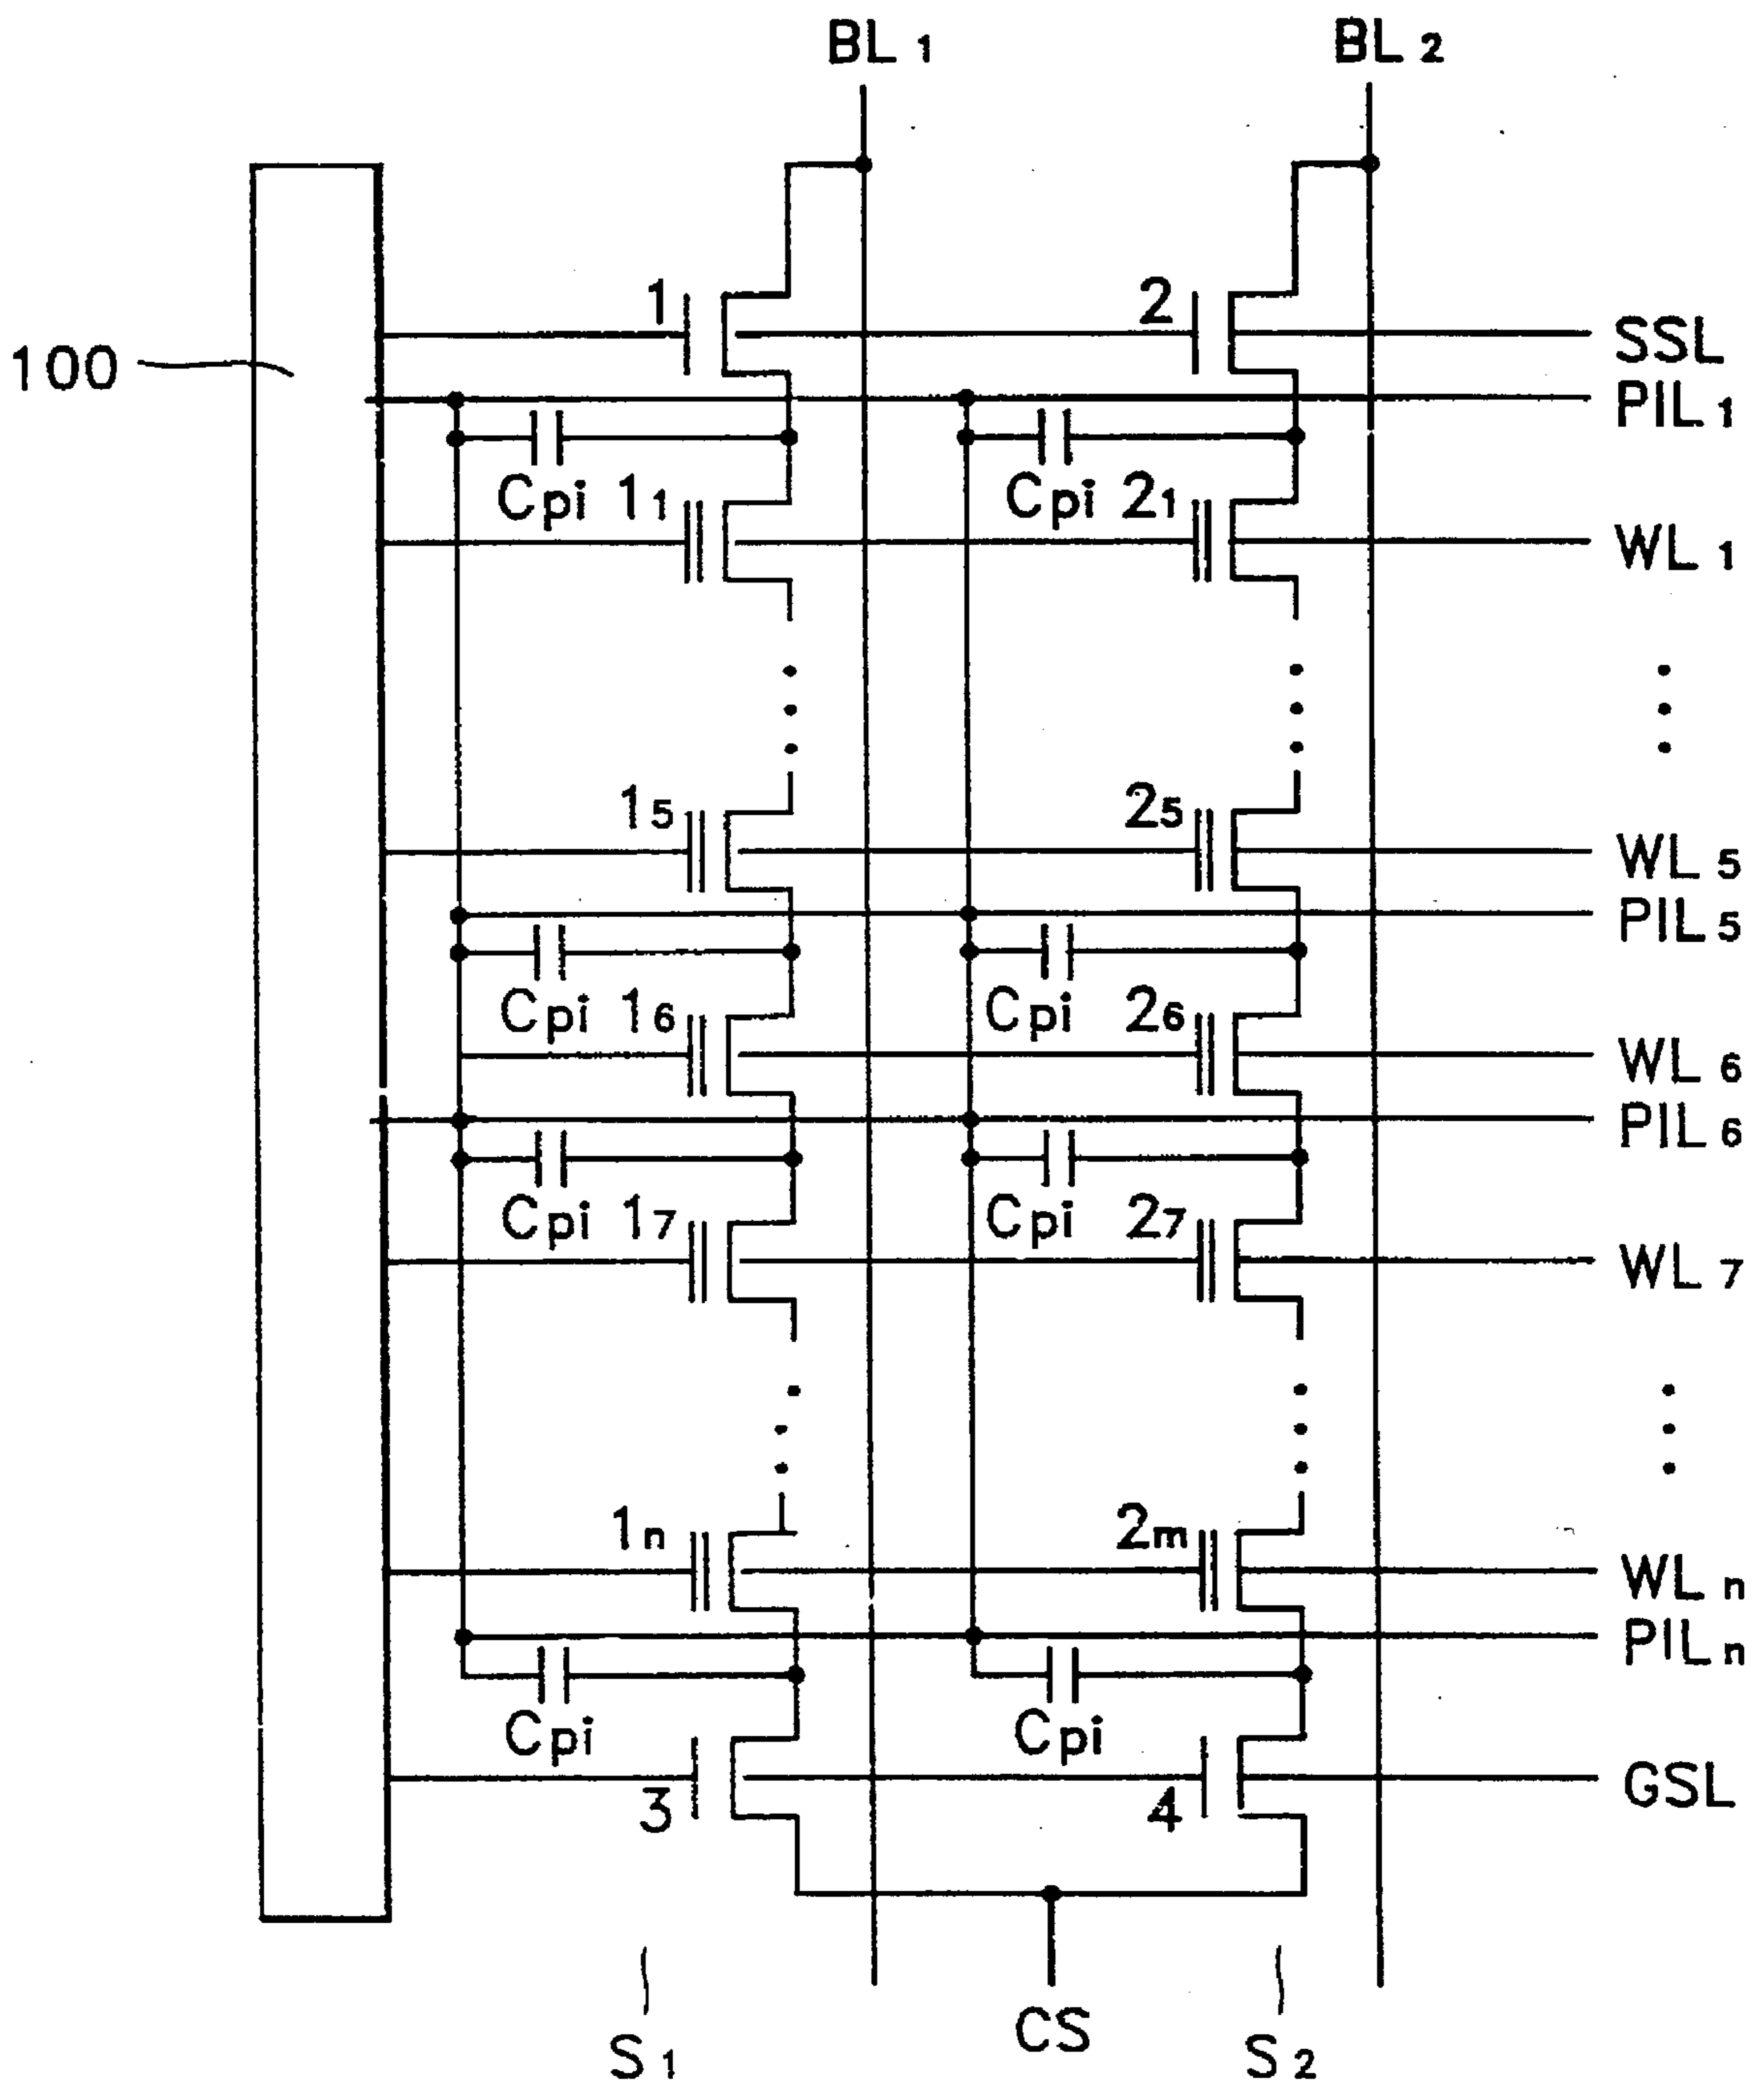 BL1 BL2
1 2 SSL
100 PIL1
Cpi 11 Cpi 21
WL1
15 25 WL5
PIL5
Cpi 16 Cpi 26
WL6
PIL6
Cpi 17 Cpi 27
WL7
1n 2m WLn
PILn
Cpi Cpi
3 4 GSL
CS
S1 S2